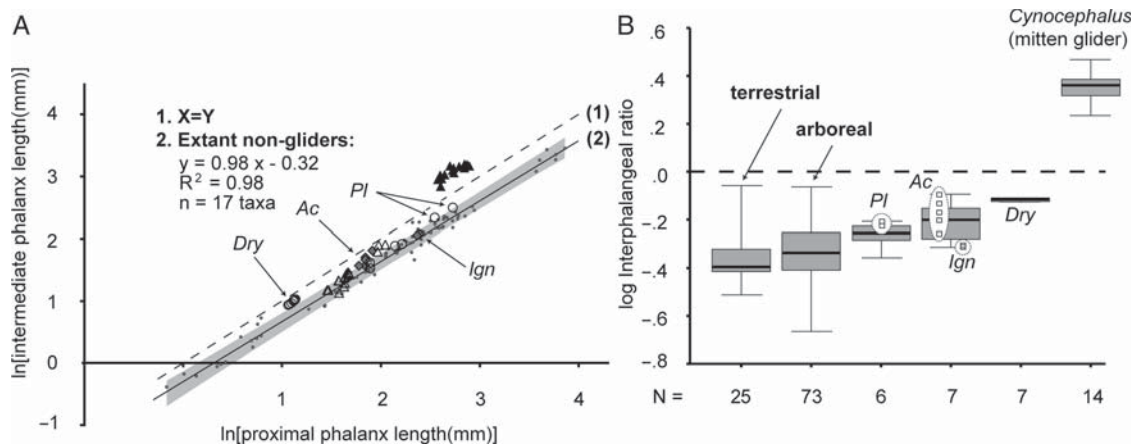 A
ln[intermediate phalanx length(mm)]
4
3
2
1
0
−1
1. X=Y
2. Extant non-gliders:
y = 0.98 x - 0.32
R² = 0.98
n = 17 taxa
(1)
(2)
Pl
Ac
Dry
Ign
1 2 3 4
ln[proximal phalanx length(mm)]
B
Cynocephalus
(mitten glider)
log Interphalangeal ratio
.4
.2
.0
-.2
-.4
-.6
-.8
terrestrial
arboreal
Pl
Ac
Ign
Dry
N = 25 73 6 7 7 14